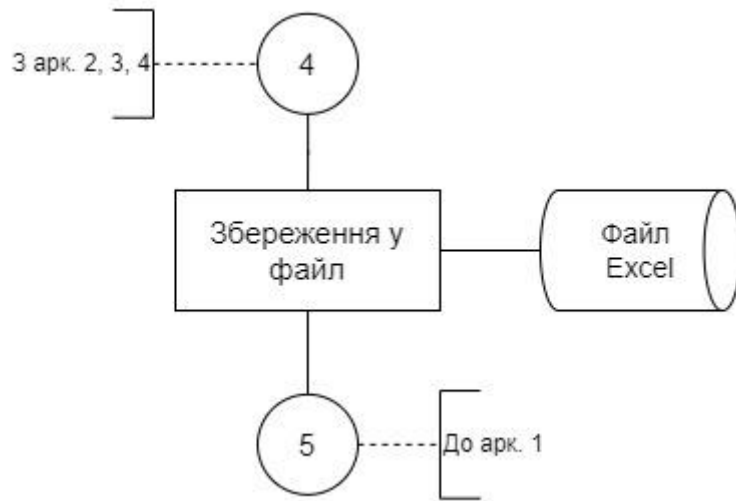 З арк. 2, 3, 4
4
Збереження у
файл
Файл
Excel
5
До арк. 1